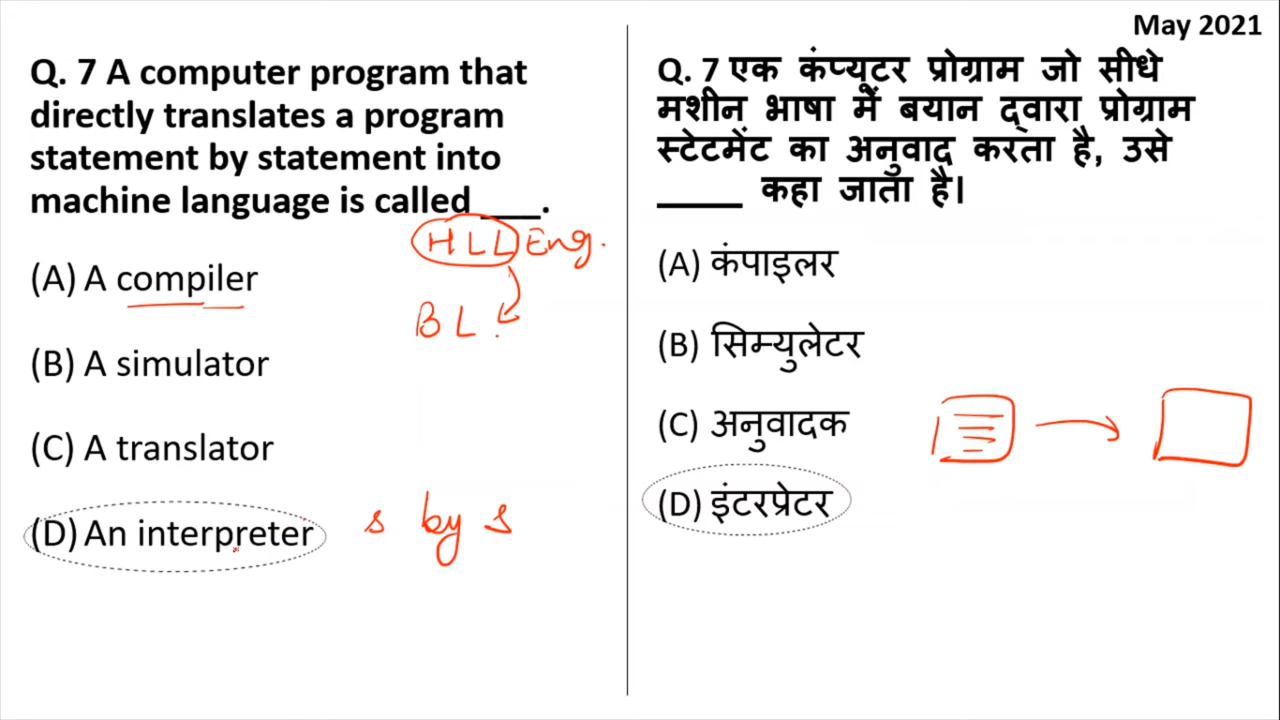 May 2021
Q. 7 A computer program that
directly translates a program
statement by statement into
machine language is called ___.
HLL Eng.
(A) A compiler
BL.
(B) A simulator
(C) A translator
(D) An interpreter s by s
Q. 7 एक कंप्यूटर प्रोग्राम जो सीधे
मशीन भाषा में बयान द्वारा प्रोग्राम
स्टेटमेंट का अनुवाद करता है, उसे
_____ कहा जाता है।
(A) कंपाइलर
(B) सिम्युलेटर
(C) अनुवादक
(D) इंटरप्रेटर